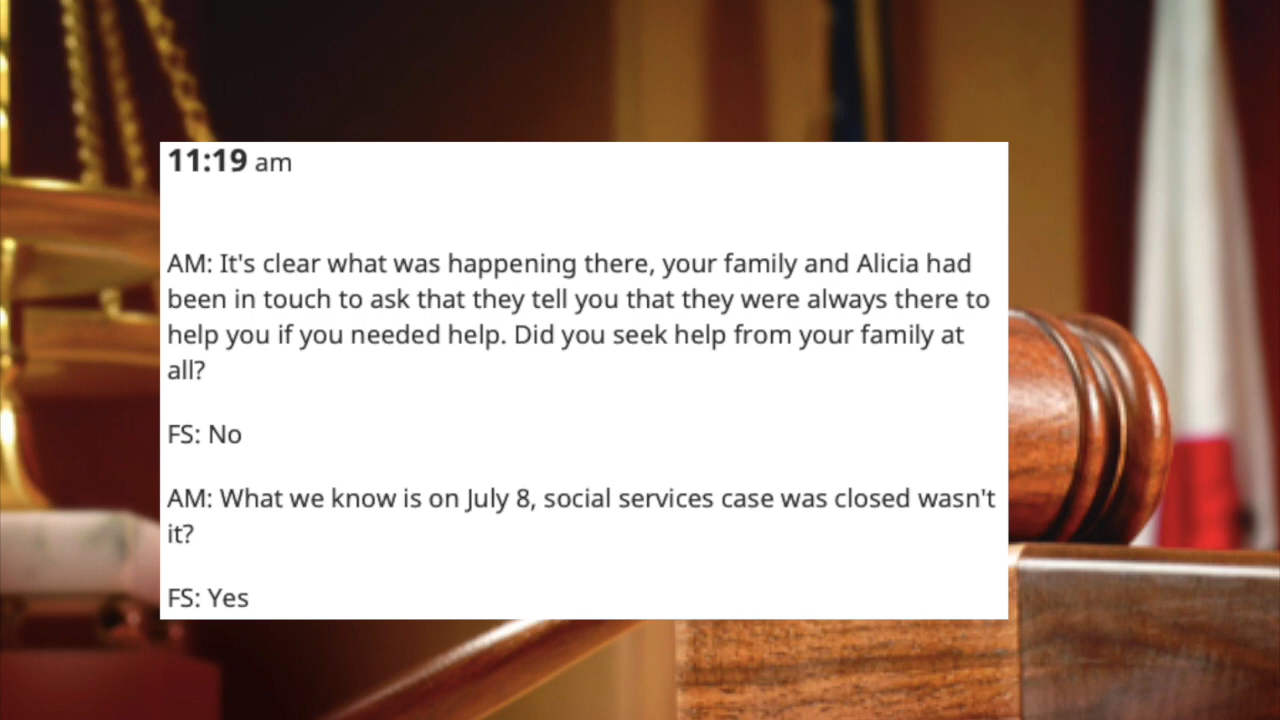 11:19 am
AM: It's clear what was happening there, your family and Alicia had
been in touch to ask that they tell you that they were always there to
help you if you needed help. Did you seek help from your family at
all?
FS: No
AM: What we know is on July 8, social services case was closed wasn't
it?
FS: Yes